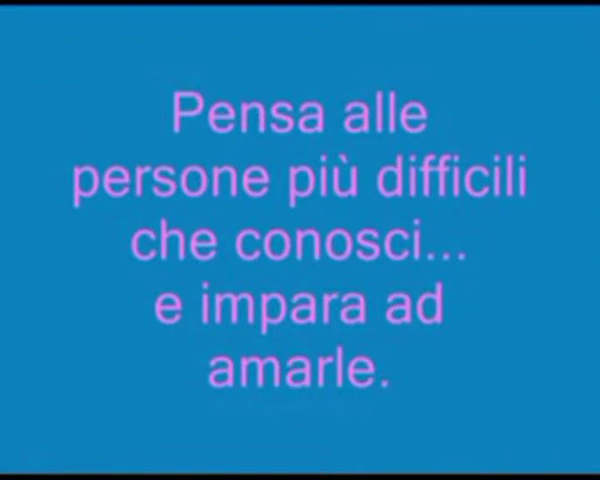 Pensa alle
persone più difficili
che conosci...
e impara ad
amarle.